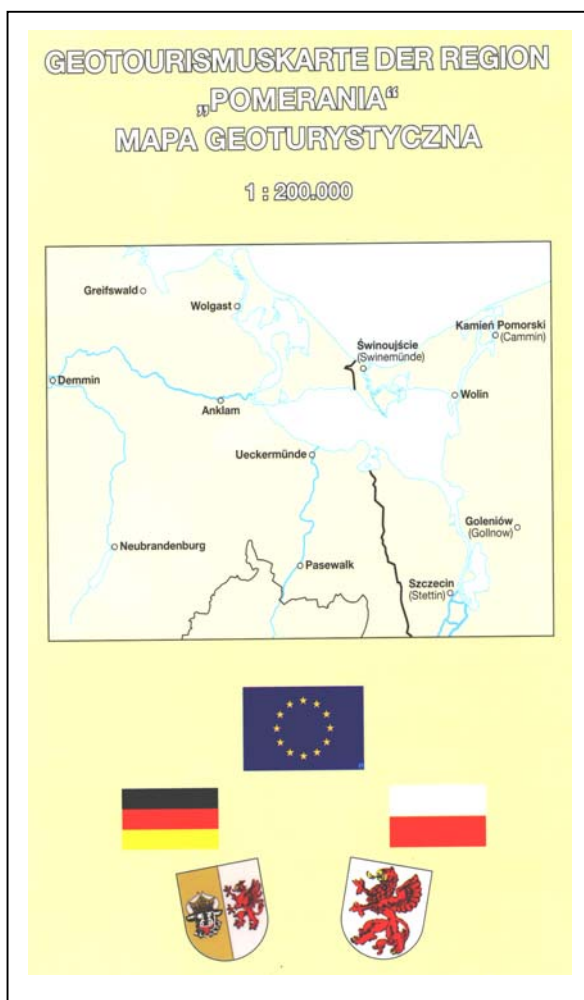 GEOTOURISMUSKARTE DER REGION
„POMERANIA“
MAPA GEOTURYSTYCZNA
1 : 200.000
Greifswald
Wolgast
Kamień Pomorski
(Cammin)
Świnoujście
(Swinemünde)
Demmin
Anklam
Wolin
Ueckermünde
Goleniów
(Gollnow)
Neubrandenburg
Pasewalk
Szczecin
(Stettin)